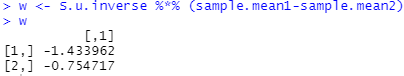 > w <- S.u.inverse %*% (sample.mean1-sample.mean2)
> w
[,1]
[1,] -1.433962
[2,] -0.754717